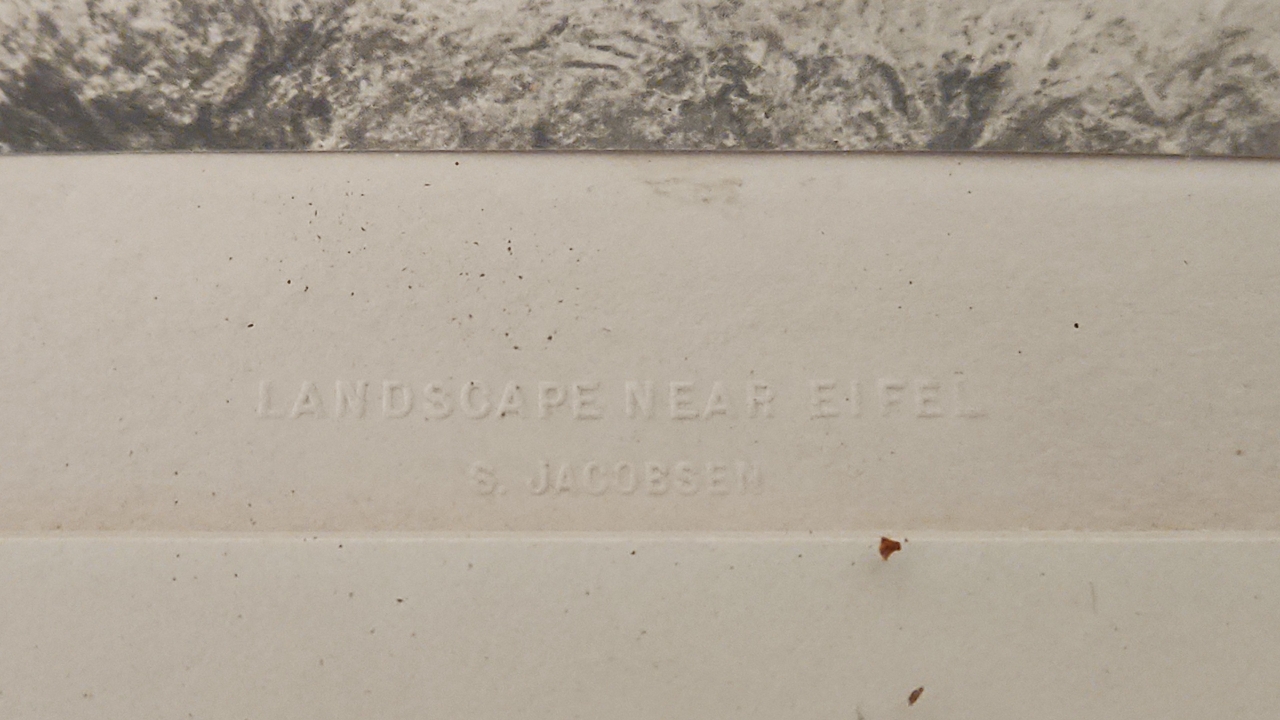 LANDSCAPE NEAR EIFEL
S. JACOBSEN